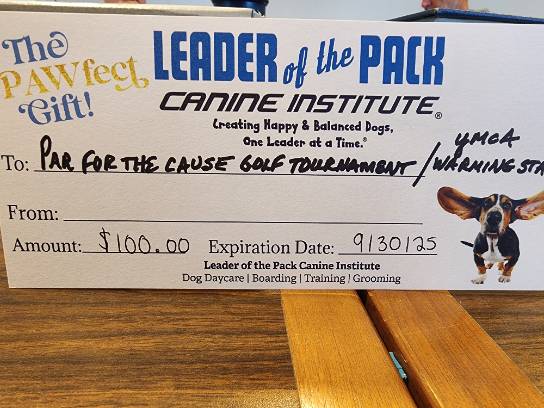 The PAWfect Gift!
LEADER of the PACK
CANINE INSTITUTE®
Creating Happy & Balanced Dogs,
One Leader at a Time.®
To: PAR FOR THE CAUSE GOLF TOURNAMENT / YMCA WARMING STA
From:
Amount: $100.00 Expiration Date: 9/30/25
Leader of the Pack Canine Institute
Dog Daycare | Boarding | Training | Grooming